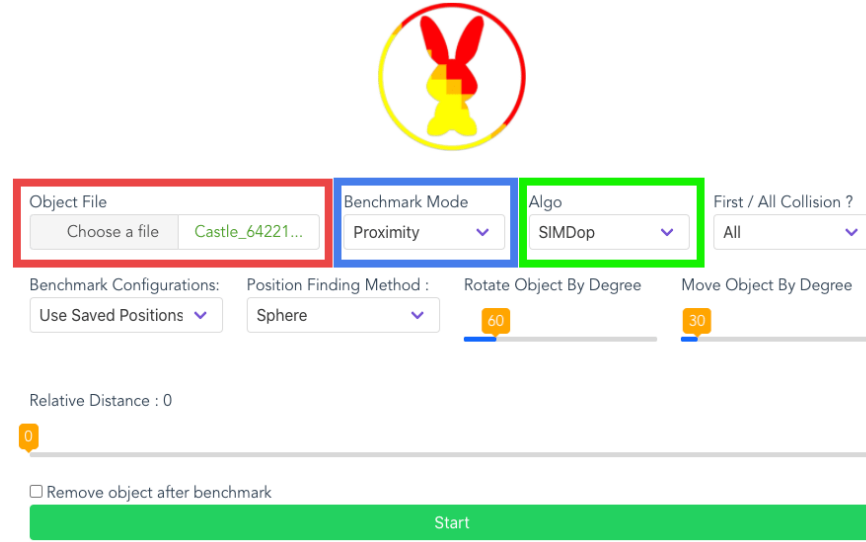 Object File Benchmark Mode Algo First / All Collision ?
Choose a file Castle_64221... Proximity SIMDop All
Benchmark Configurations: Position Finding Method : Rotate Object By Degree Move Object By Degree
Use Saved Positions Sphere 60 30
Relative Distance : 0
0
Remove object after benchmark
Start